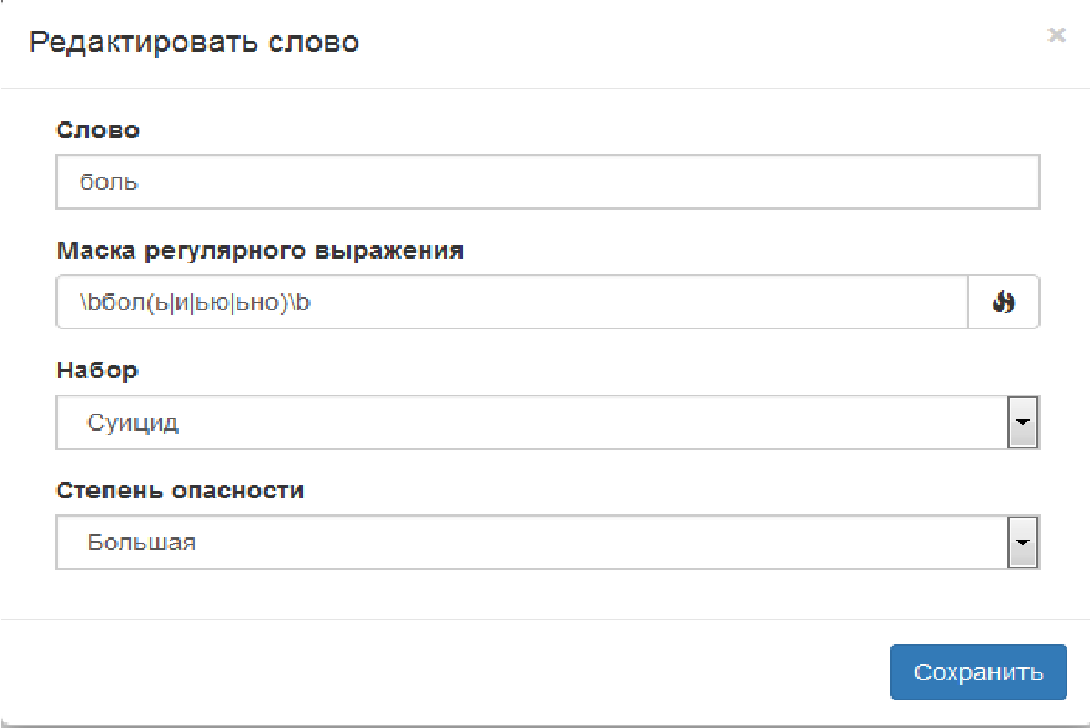 Редактировать слово
Слово
боль
Маска регулярного выражения
\bбол(ь|и|ью|ьно)\b
Набор
Суицид
Степень опасности
Большая
Сохранить